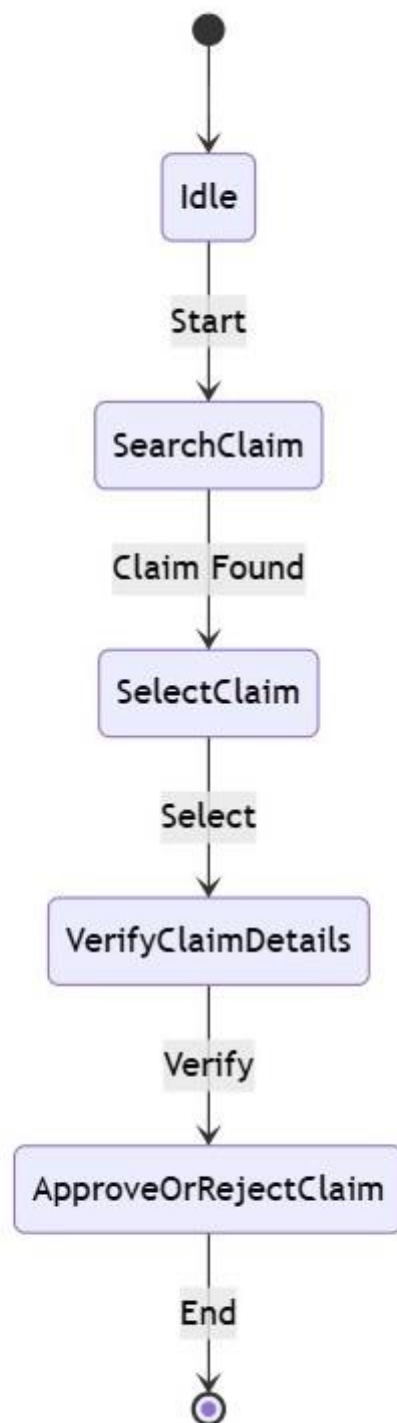 Idle
Start
SearchClaim
Claim Found
SelectClaim
Select
VerifyClaimDetails
Verify
ApproveOrRejectClaim
End